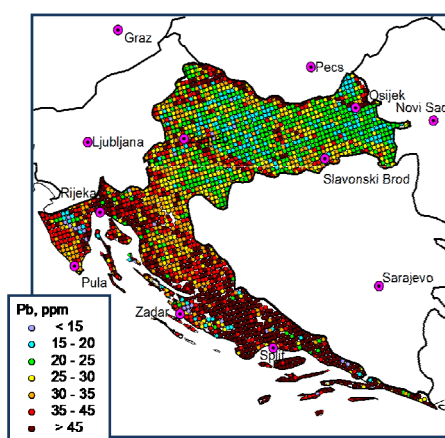 Graz
Pecs
Osijek
Novi Sad
Ljubljana
Slavonski Brod
Rijeka
Sarajevo
Pula
Zadar
Split
Pb, ppm
< 15
15 - 20
20 - 25
25 - 30
30 - 35
35 - 45
> 45